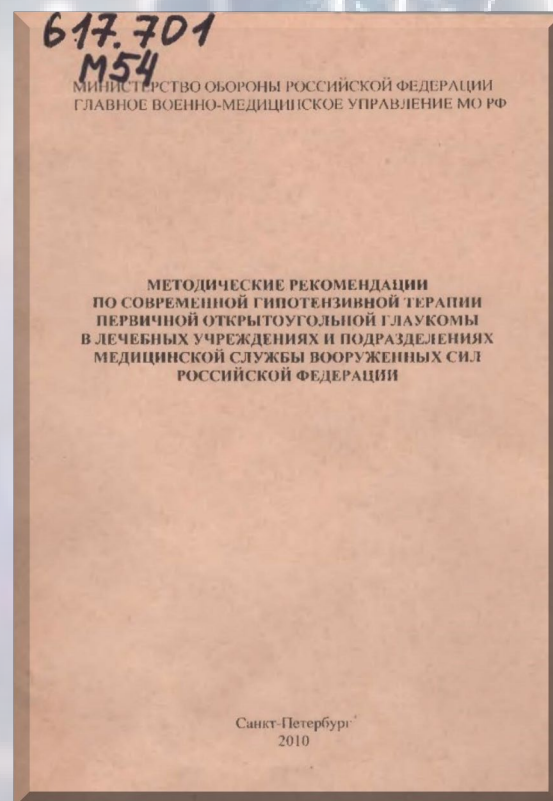 617.701
М54
МИНИСТЕРСТВО ОБОРОНЫ РОССИЙСКОЙ ФЕДЕРАЦИИ
ГЛАВНОЕ ВОЕННО-МЕДИЦИНСКОЕ УПРАВЛЕНИЕ МО РФ
МЕТОДИЧЕСКИЕ РЕКОМЕНДАЦИИ
ПО СОВРЕМЕННОЙ ГИПОТЕНЗИВНОЙ ТЕРАПИИ
ПЕРВИЧНОЙ ОТКРЫТОУГОЛЬНОЙ ГЛАУКОМЫ
В ЛЕЧЕБНЫХ УЧРЕЖДЕНИЯХ И ПОДРАЗДЕЛЕНИЯХ
МЕДИЦИНСКОЙ СЛУЖБЫ ВООРУЖЕННЫХ СИЛ
РОССИЙСКОЙ ФЕДЕРАЦИИ
Санкт-Петербург
2010